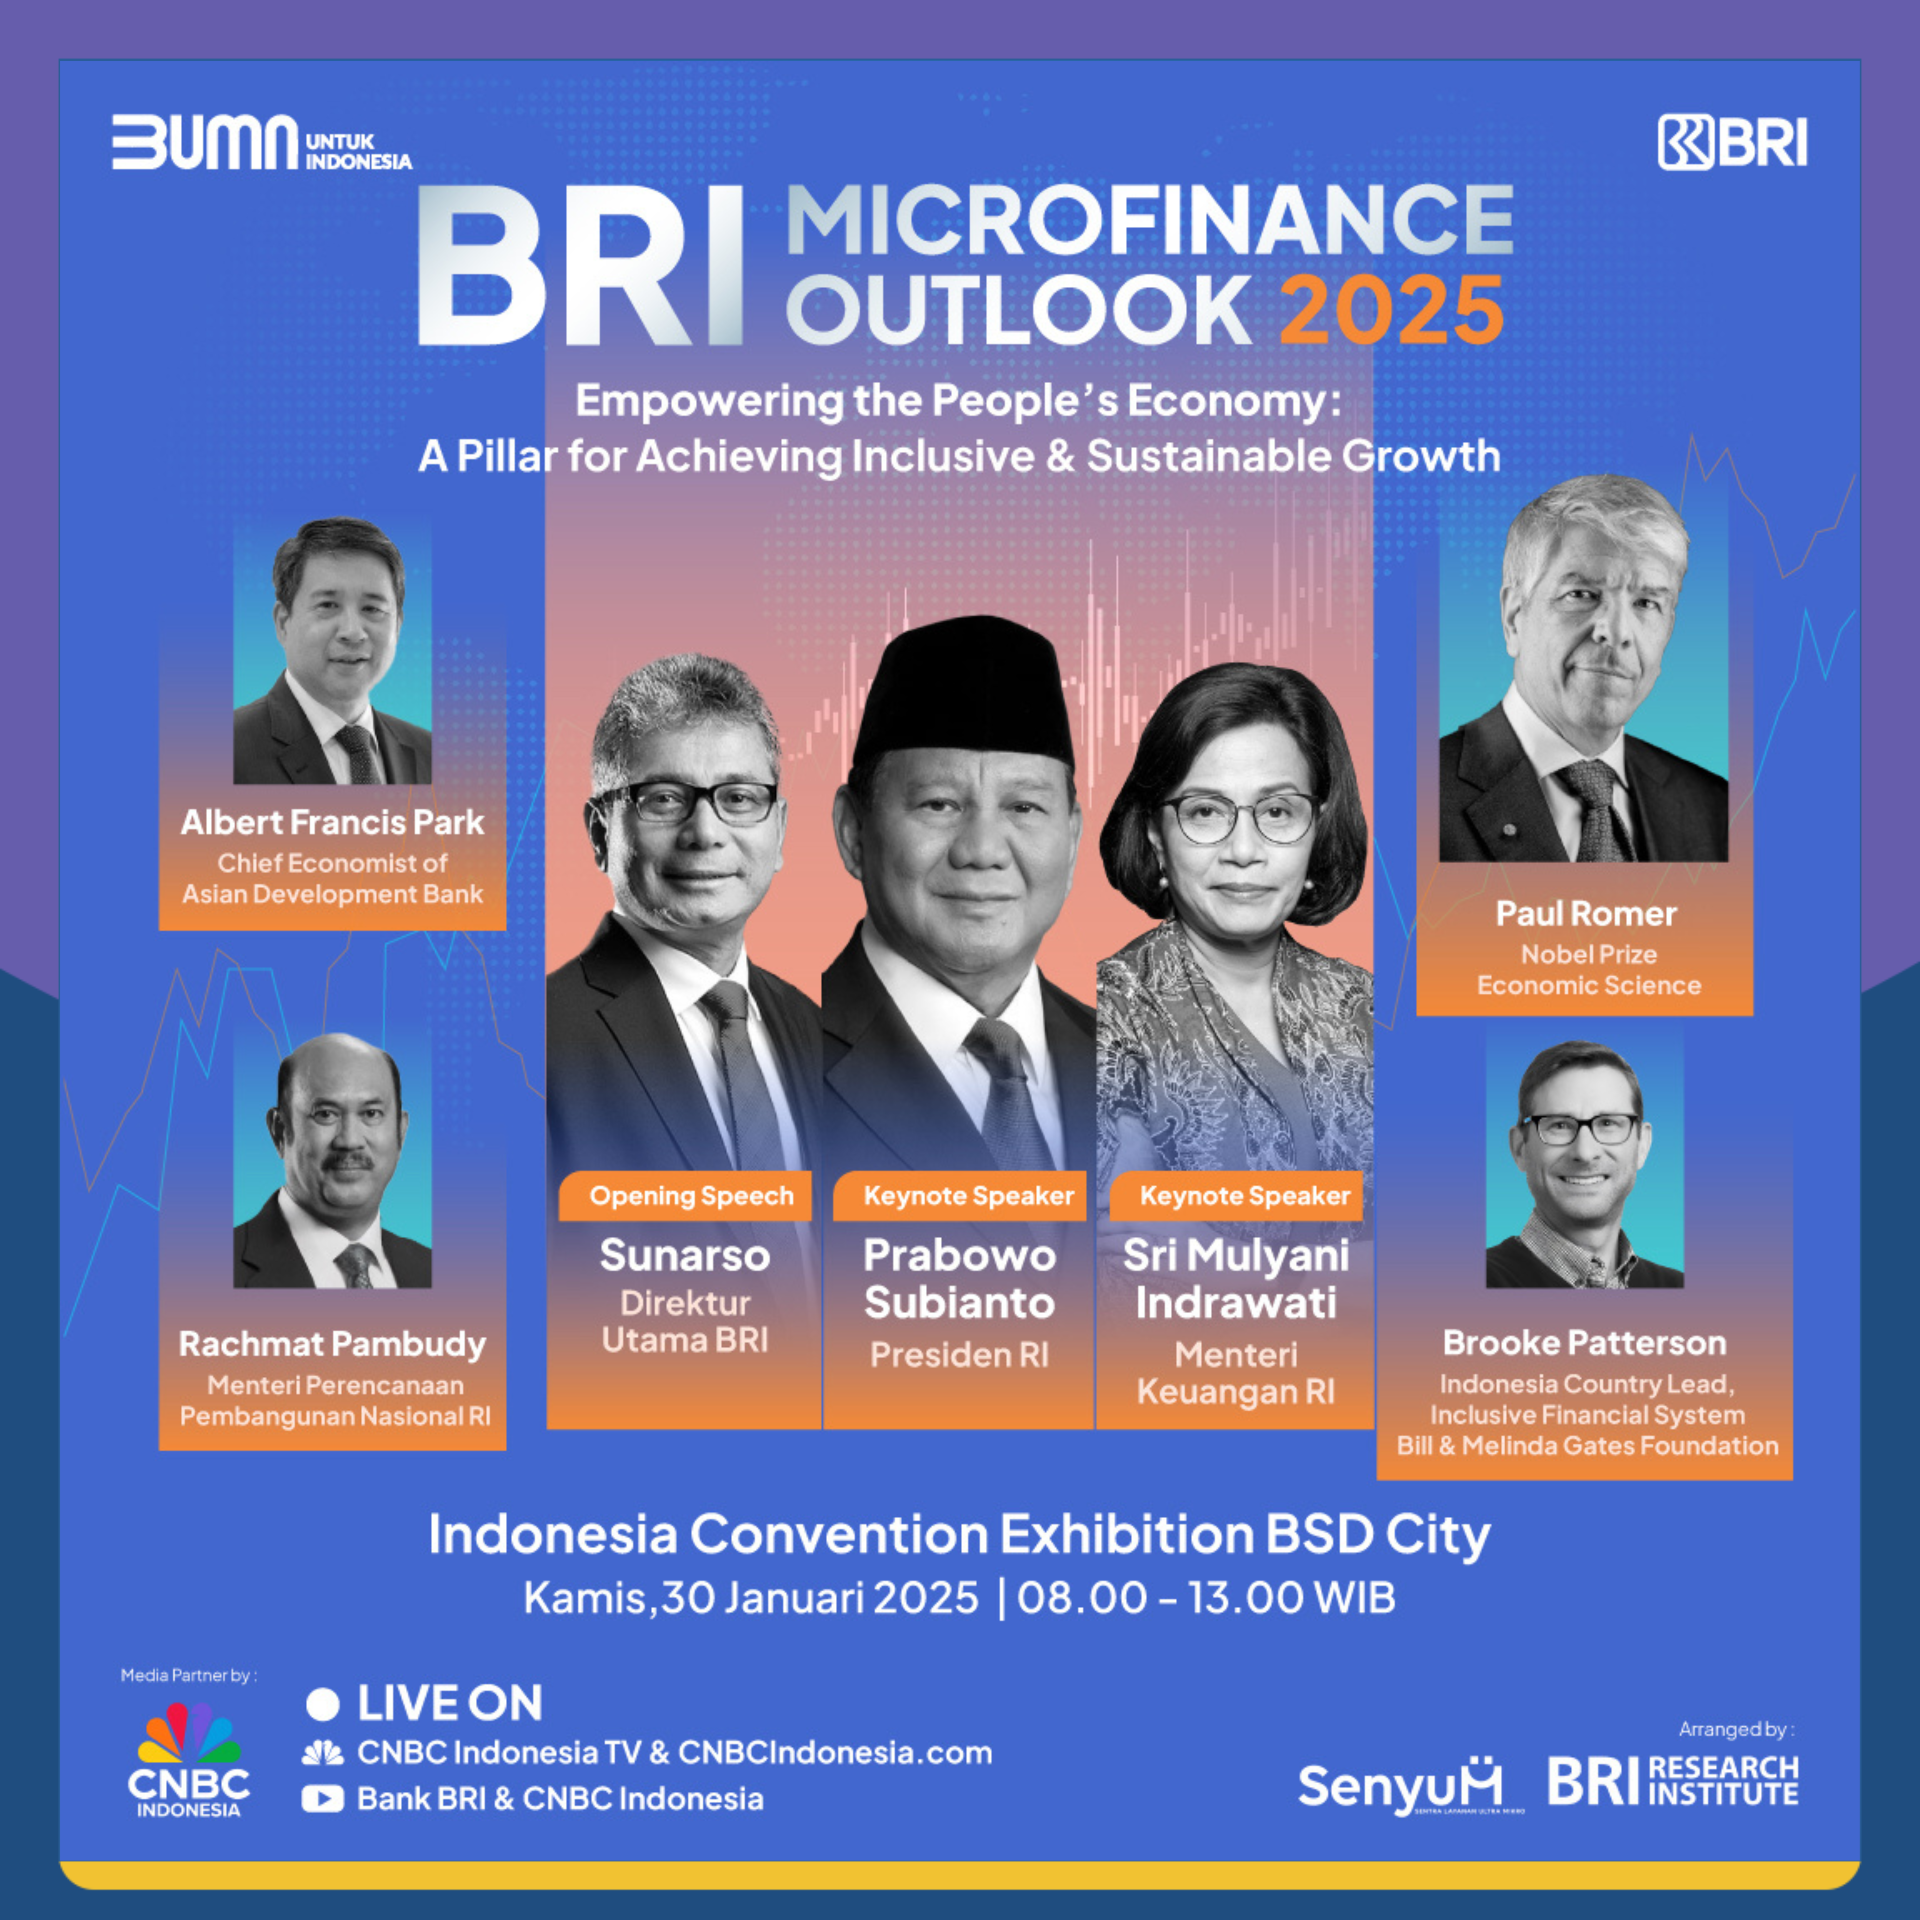 BUMN UNTUK
INDONESIA
BRI
BRI MICROFINANCE
OUTLOOK 2025
Empowering the People's Economy:
A Pillar for Achieving Inclusive & Sustainable Growth
Albert Francis Park
Chief Economist of
Asian Development Bank
Rachmat Pambudy
Menteri Perencanaan
Pembangunan Nasional RI
Opening Speech
Sunarso
Direktur
Utama BRI
Keynote Speaker
Prabowo
Subianto
Presiden RI
Keynote Speaker
Sri Mulyani
Indrawati
Menteri
Keuangan RI
Paul Romer
Nobel Prize
Economic Science
Brooke Patterson
Indonesia Country Lead,
Inclusive Financial System
Bill & Melinda Gates Foundation
Indonesia Convention Exhibition BSD City
Kamis,30 Januari 2025 | 08.00 - 13.00 WIB
Media Partner by :
CNBC
INDONESIA
LIVE ON
CNBC Indonesia TV & CNBCIndonesia.com
Bank BRI & CNBC Indonesia
Arranged by :
SenyuM
SENTRA LAYANAN ULTRA MIKRO
BRI RESEARCH
INSTITUTE